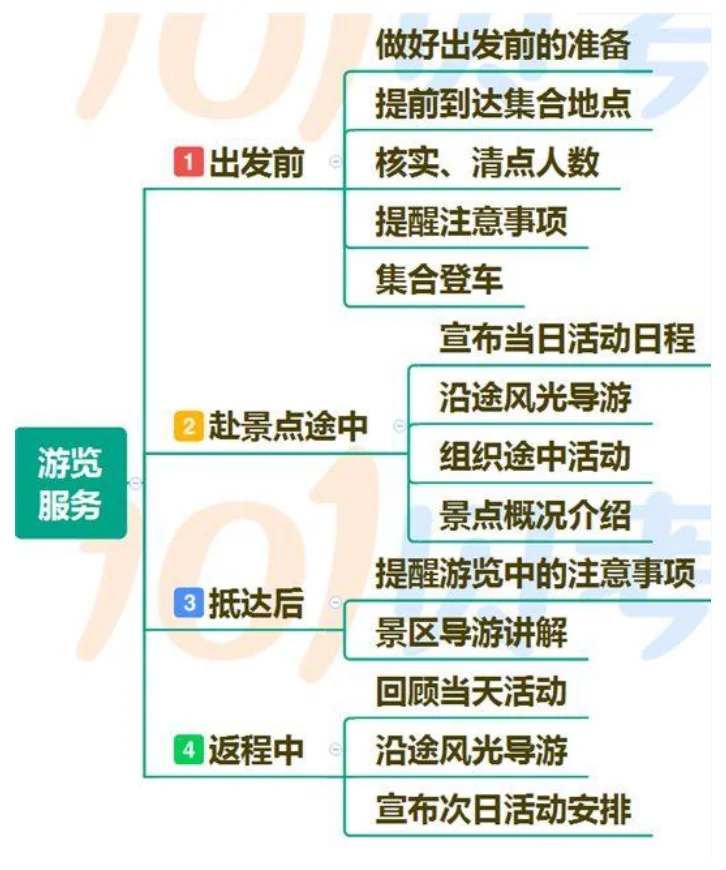 做好出发前的准备
提前到达集合地点
1 出发前
核实、清点人数
提醒注意事项
集合登车
宣布当日活动日程
沿途风光导游
2 赴景点途中
组织途中活动
景点概况介绍
游览
服务
提醒游览中的注意事项
3 抵达后
景区导游讲解
回顾当天活动
4 返程中
沿途风光导游
宣布次日活动安排